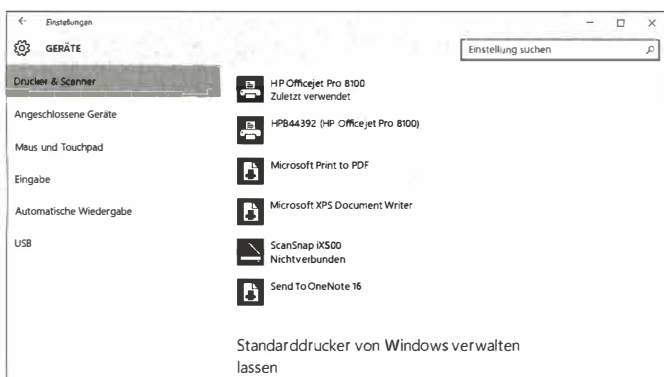 Einstellungen
GERÄTE
Einstellung suchen
Drucker & Scanner
Angeschlossene Geräte
Maus und Touchpad
Eingabe
Automatische Wiedergabe
USB
HP Officejet Pro 8100
Zuletzt verwendet
HPB44392 (HP Officejet Pro 8100)
Microsoft Print to PDF
Microsoft XPS Document Writer
ScanSnap iX500
Nicht verbunden
Send To OneNote 16
Standarddrucker von Windows verwalten
lassen